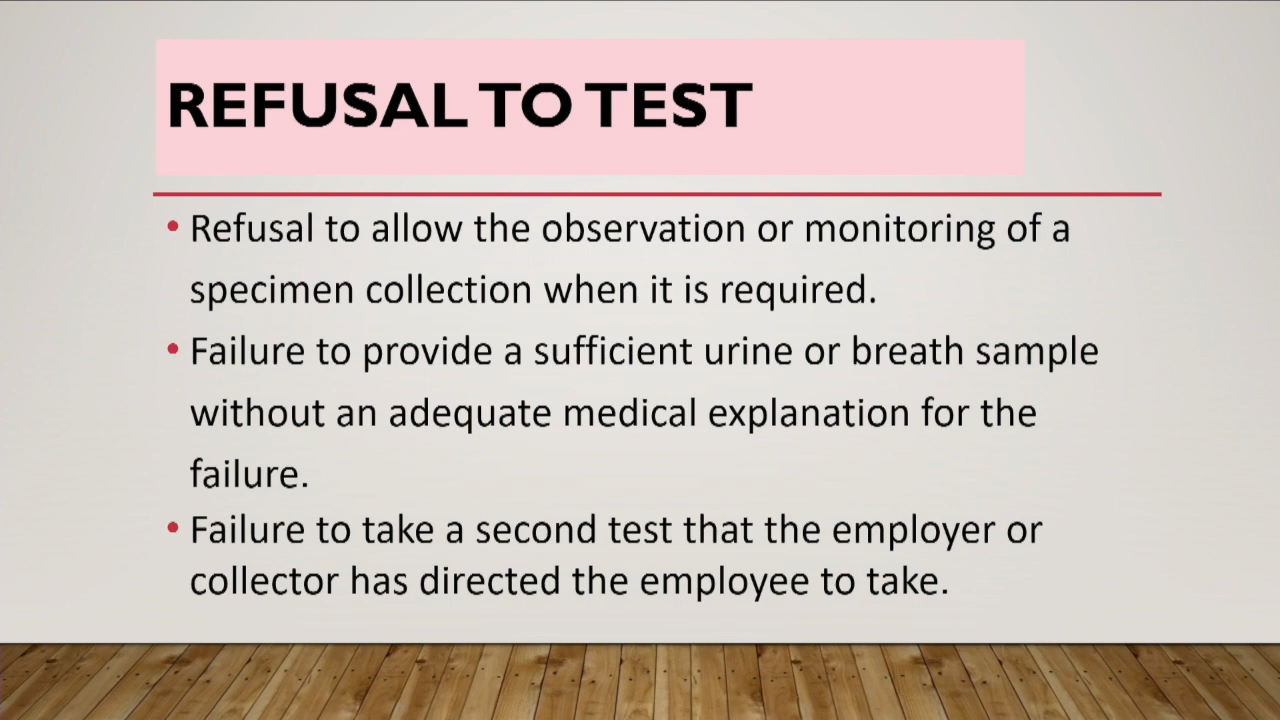 REFUSAL TO TEST
• Refusal to allow the observation or monitoring of a
specimen collection when it is required.
• Failure to provide a sufficient urine or breath sample
without an adequate medical explanation for the
failure.
• Failure to take a second test that the employer or
collector has directed the employee to take.